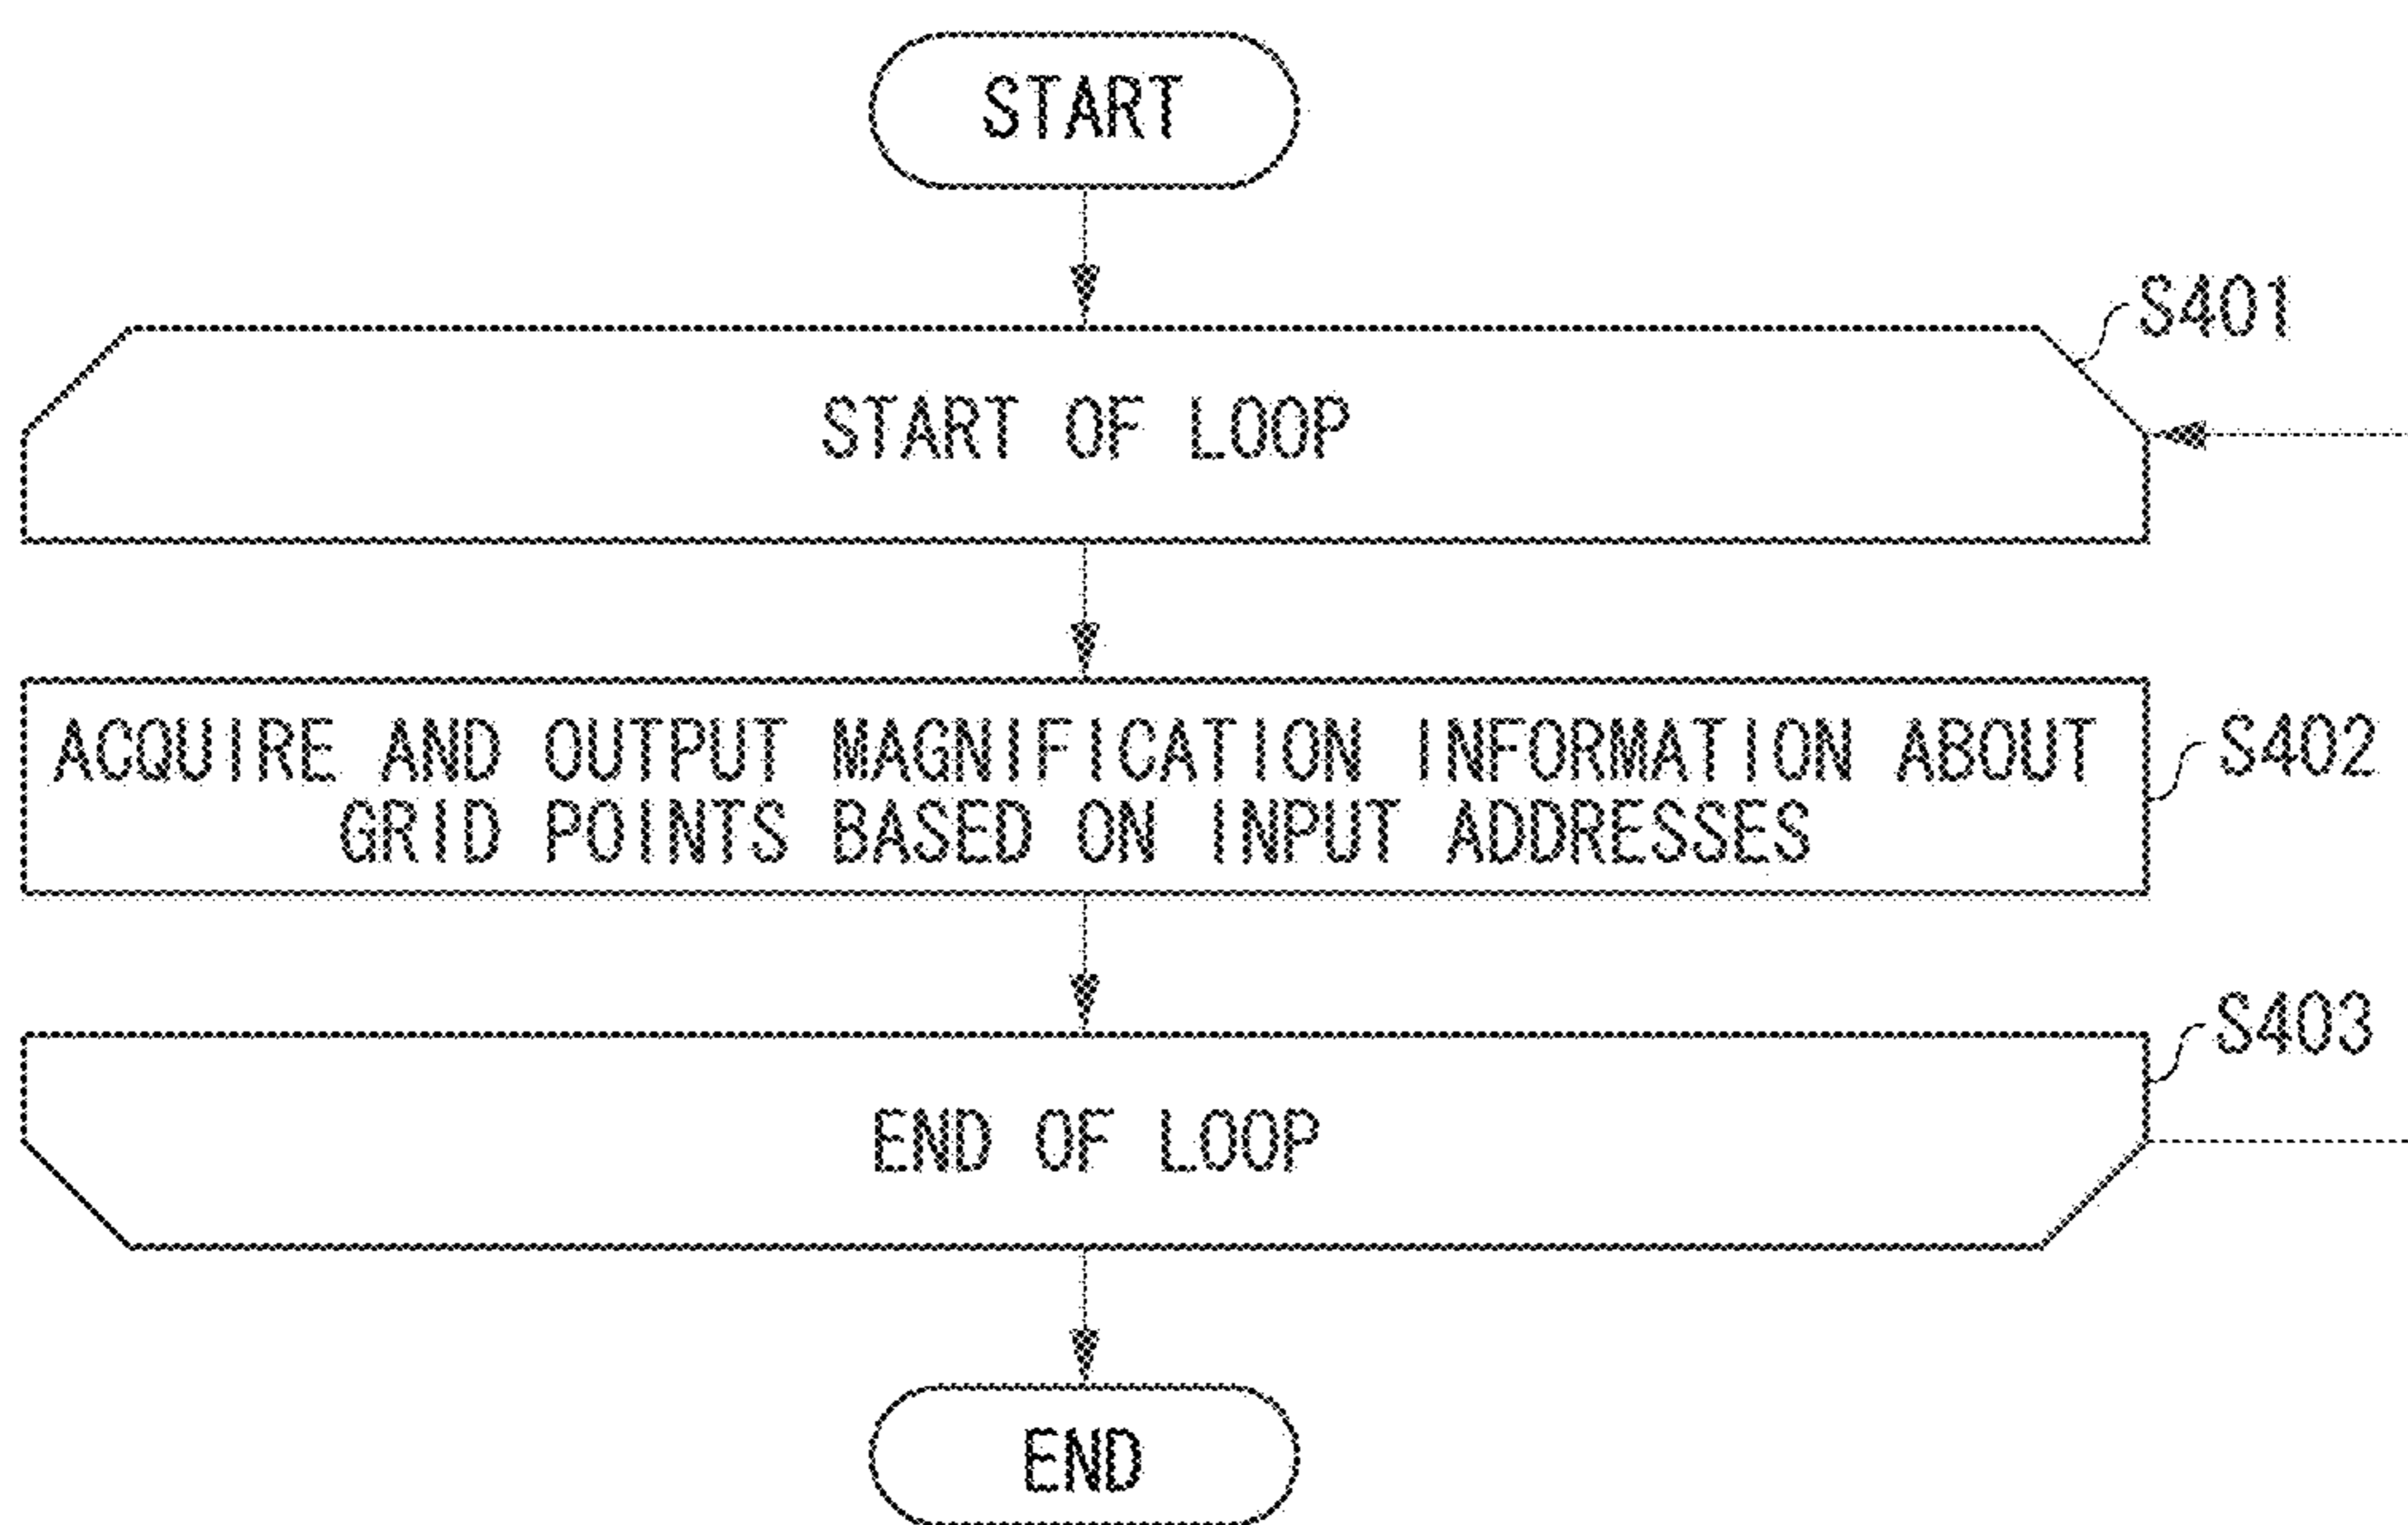 START
S401
START OF LOOP
ACQUIRE AND OUTPUT MAGNIFICATION INFORMATION ABOUT
GRID POINTS BASED ON INPUT ADDRESSES
S402
S403
END OF LOOP
END